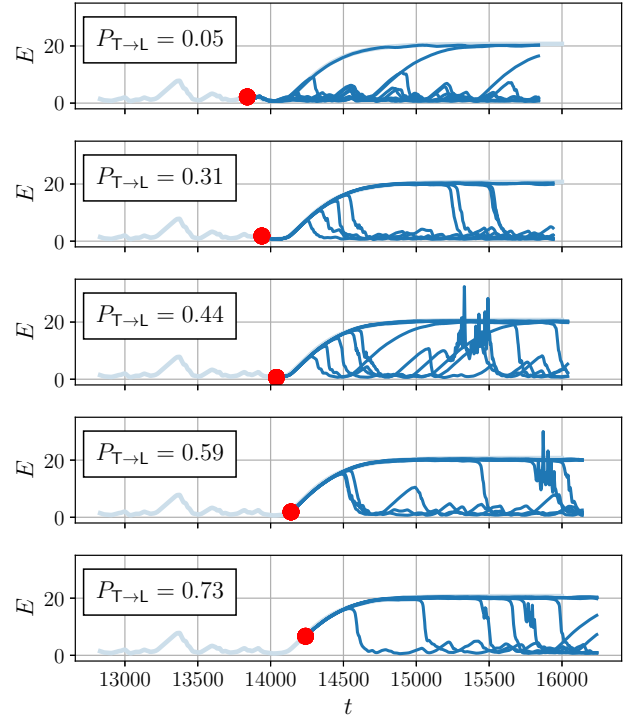 E
20
0
P_{T→L} = 0.05
E
20
0
P_{T→L} = 0.31
E
20
0
P_{T→L} = 0.44
E
20
0
P_{T→L} = 0.59
E
20
0
P_{T→L} = 0.73
13000 13500 14000 14500 15000 15500 16000
t